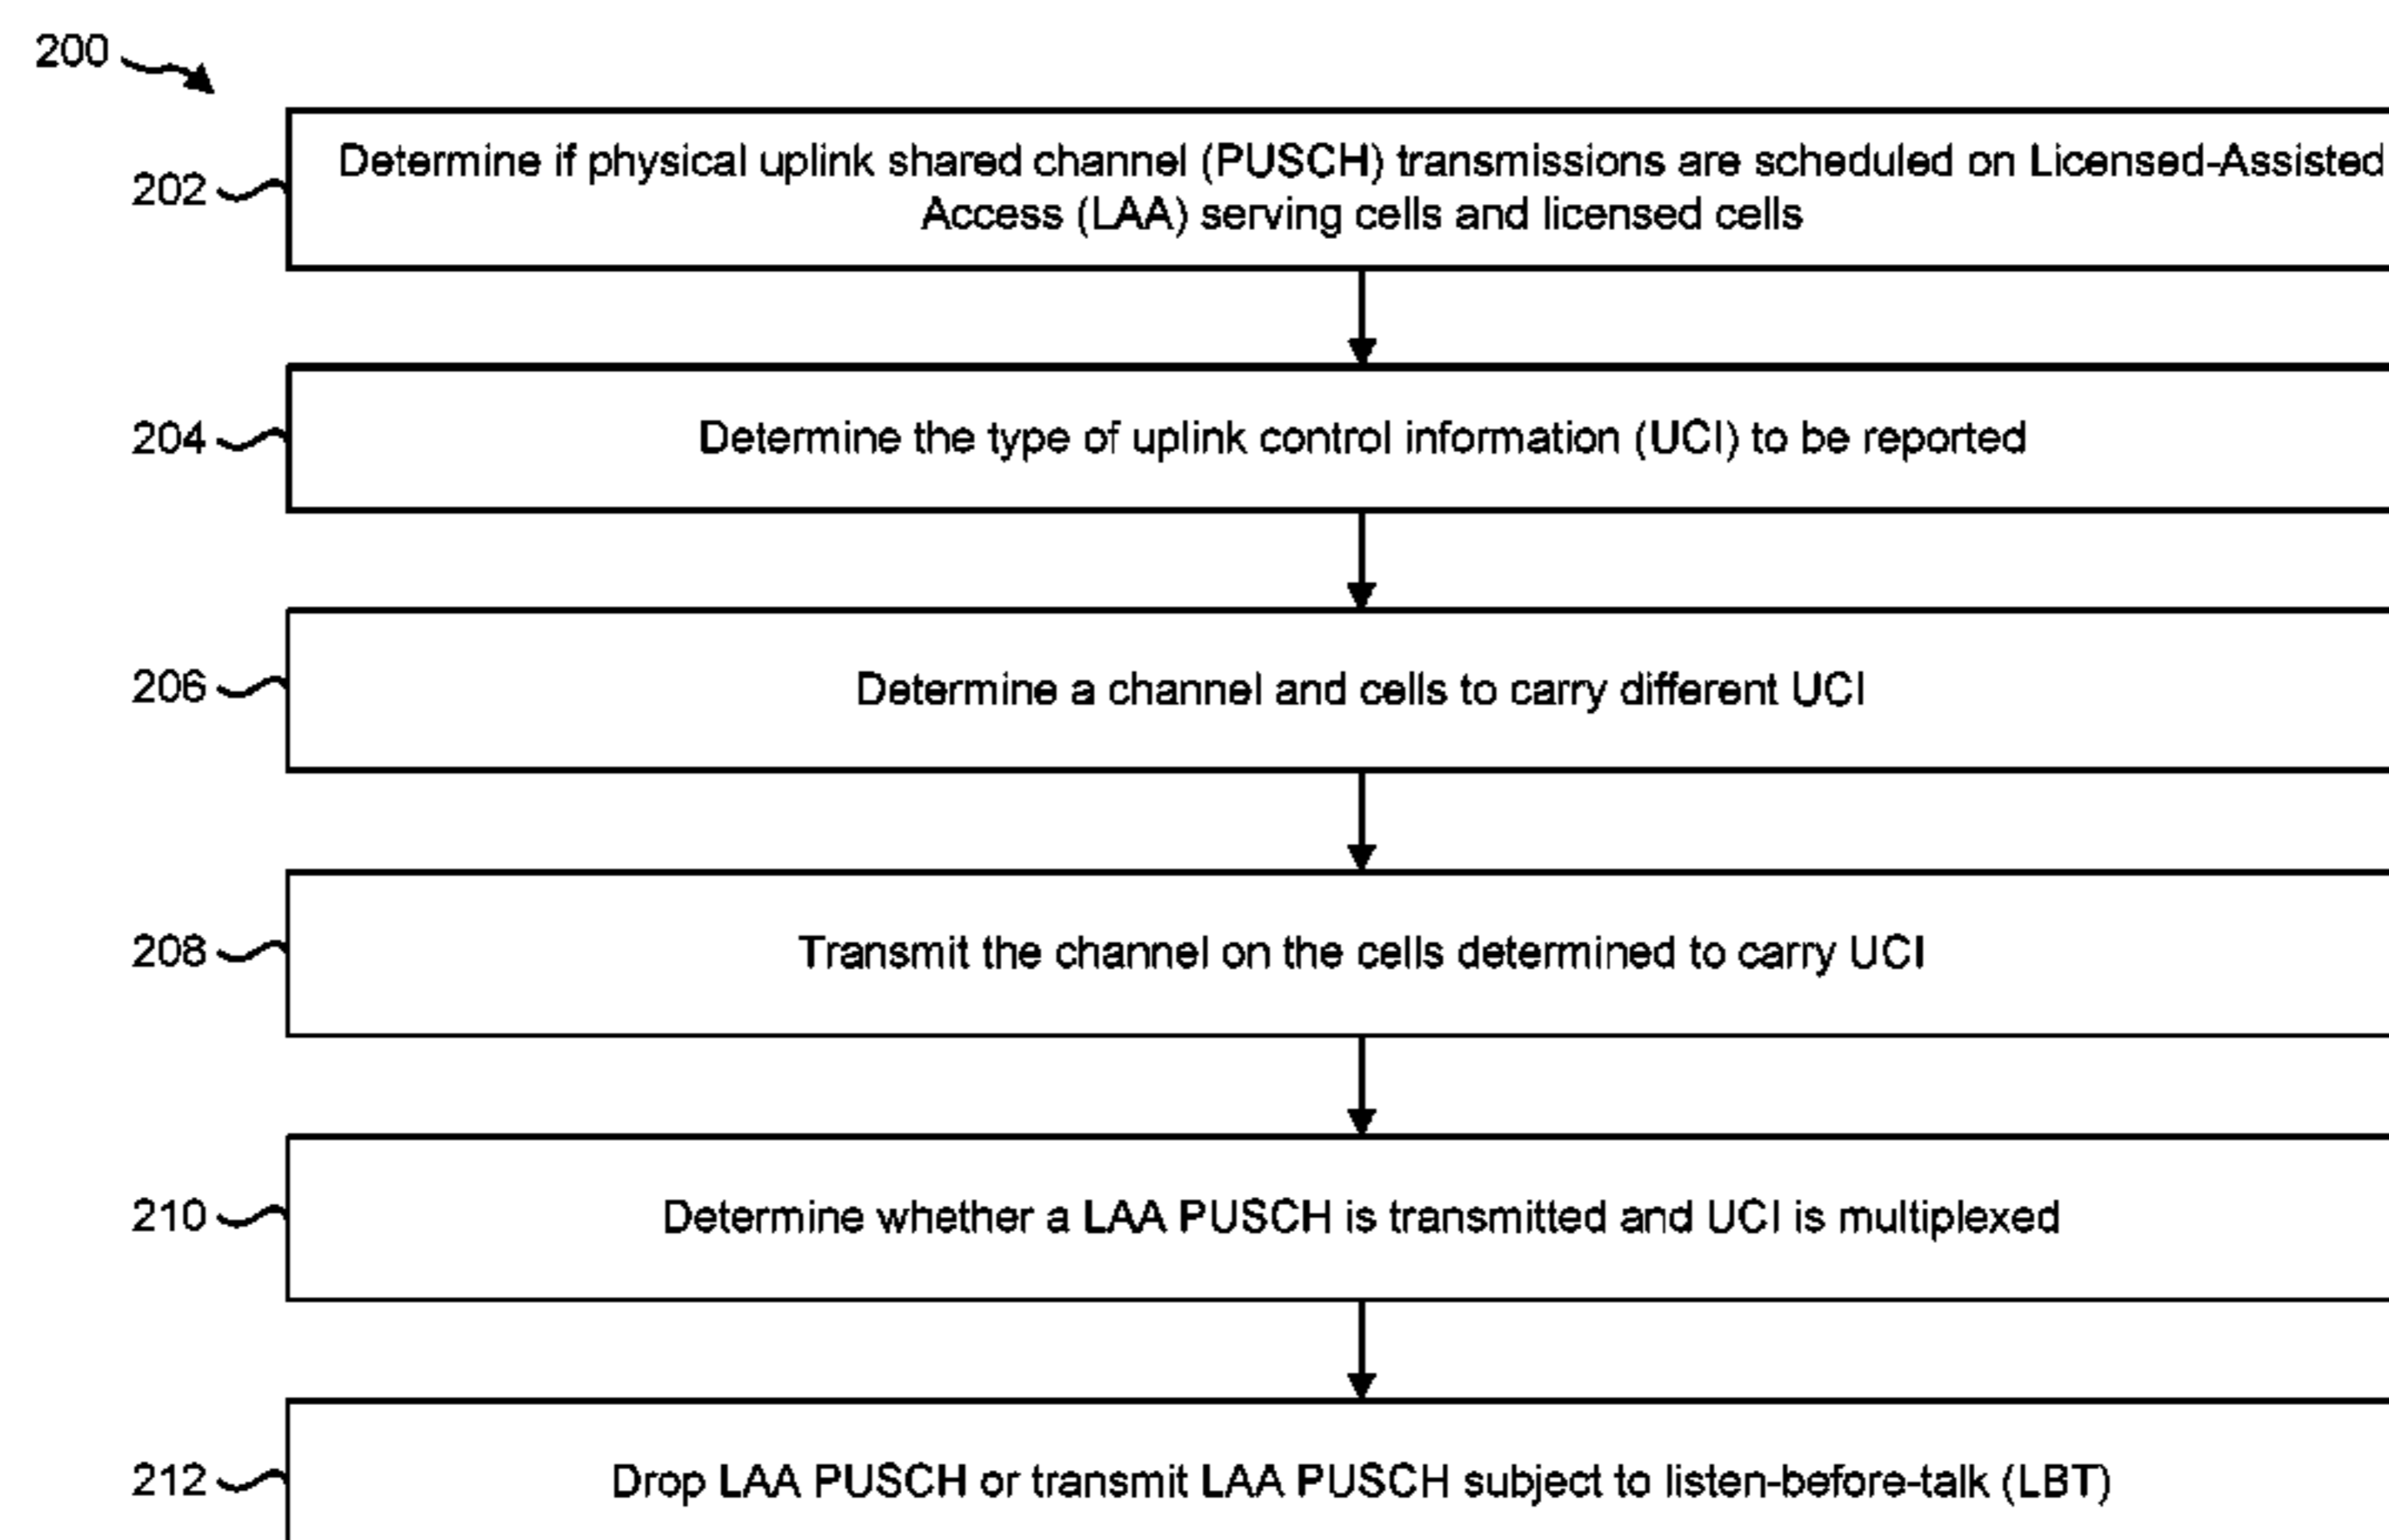 200
202
Determine if physical uplink shared channel (PUSCH) transmissions are scheduled on Licensed-Assisted
Access (LAA) serving cells and licensed cells
204
Determine the type of uplink control information (UCI) to be reported
206
Determine a channel and cells to carry different UCI
208
Transmit the channel on the cells determined to carry UCI
210
Determine whether a LAA PUSCH is transmitted and UCI is multiplexed
212
Drop LAA PUSCH or transmit LAA PUSCH subject to listen-before-talk (LBT)